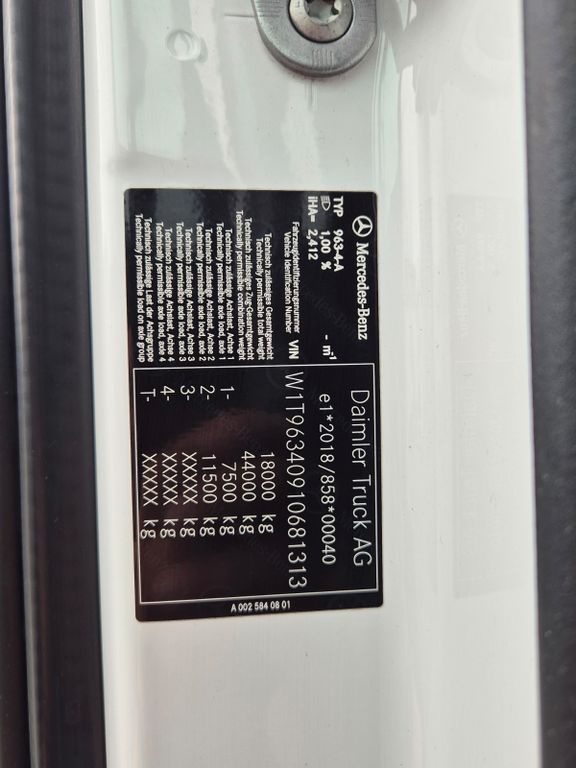 Mercedes-Benz Daimler Truck AG
TYP 963-4-A - m⁻¹ e1*2018/858*00040
1,00 %
iHA= 2,412
Fahrzeugidentifizierungsnummer
Vehicle Identification Number VIN W1T96340910681313
Technisch zulässiges Gesamtgewicht
Technically permissible total weight 18000 kg
Technisch zulässiges Zug-Gesamtgewicht
Technically permissible combination weight 44000 kg
Technisch zulässige Achslast, Achse 1
Technically permissible axle load, axle 1 1- 7500 kg
Technisch zulässige Achslast, Achse 2
Technically permissible axle load, axle 2 2- 11500 kg
Technisch zulässige Achslast, Achse 3
Technically permissible axle load, axle 3 3- XXXXX kg
Technisch zulässige Achslast, Achse 4
Technically permissible axle load, axle 4 4- XXXXX kg
Technisch zulässige Last der Achsgruppe
Technically permissible load on axle group T- XXXXX kg
A 002 584 08 01